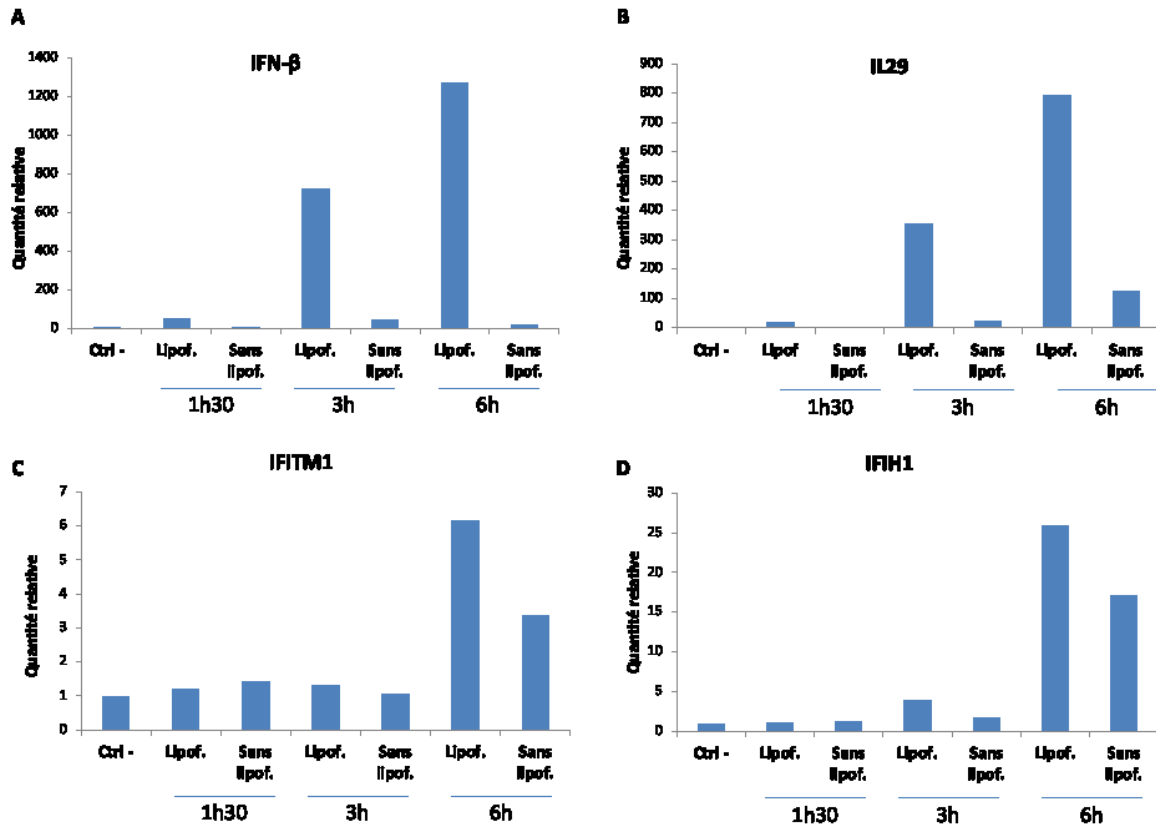 A
IFN-β
Quantité relative
1400
1200
1000
800
600
400
200
0
Ctrl - Lipof. Sans Lipof. Sans Lipof. Sans
lipof. lipof. lipof.
1h30 3h 6h
B
IL29
Quantité relative
900
800
700
600
500
400
300
200
100
0
Ctrl - Lipof Sans Lipof. Sans Lipof. Sans
lipof. lipof. lipof.
1h30 3h 6h
C
IFITM1
Quantité relative
7
6
5
4
3
2
1
0
Ctrl - Lipof. Sans Lipof. Sans Lipof. Sans
lipof. lipof. lipof.
1h30 3h 6h
D
IFIH1
Quantité relative
30
25
20
15
10
5
0
Ctrl - Lipof. Sans Lipof. Sans Lipof. Sans
lipof. lipof. lipof.
1h30 3h 6h